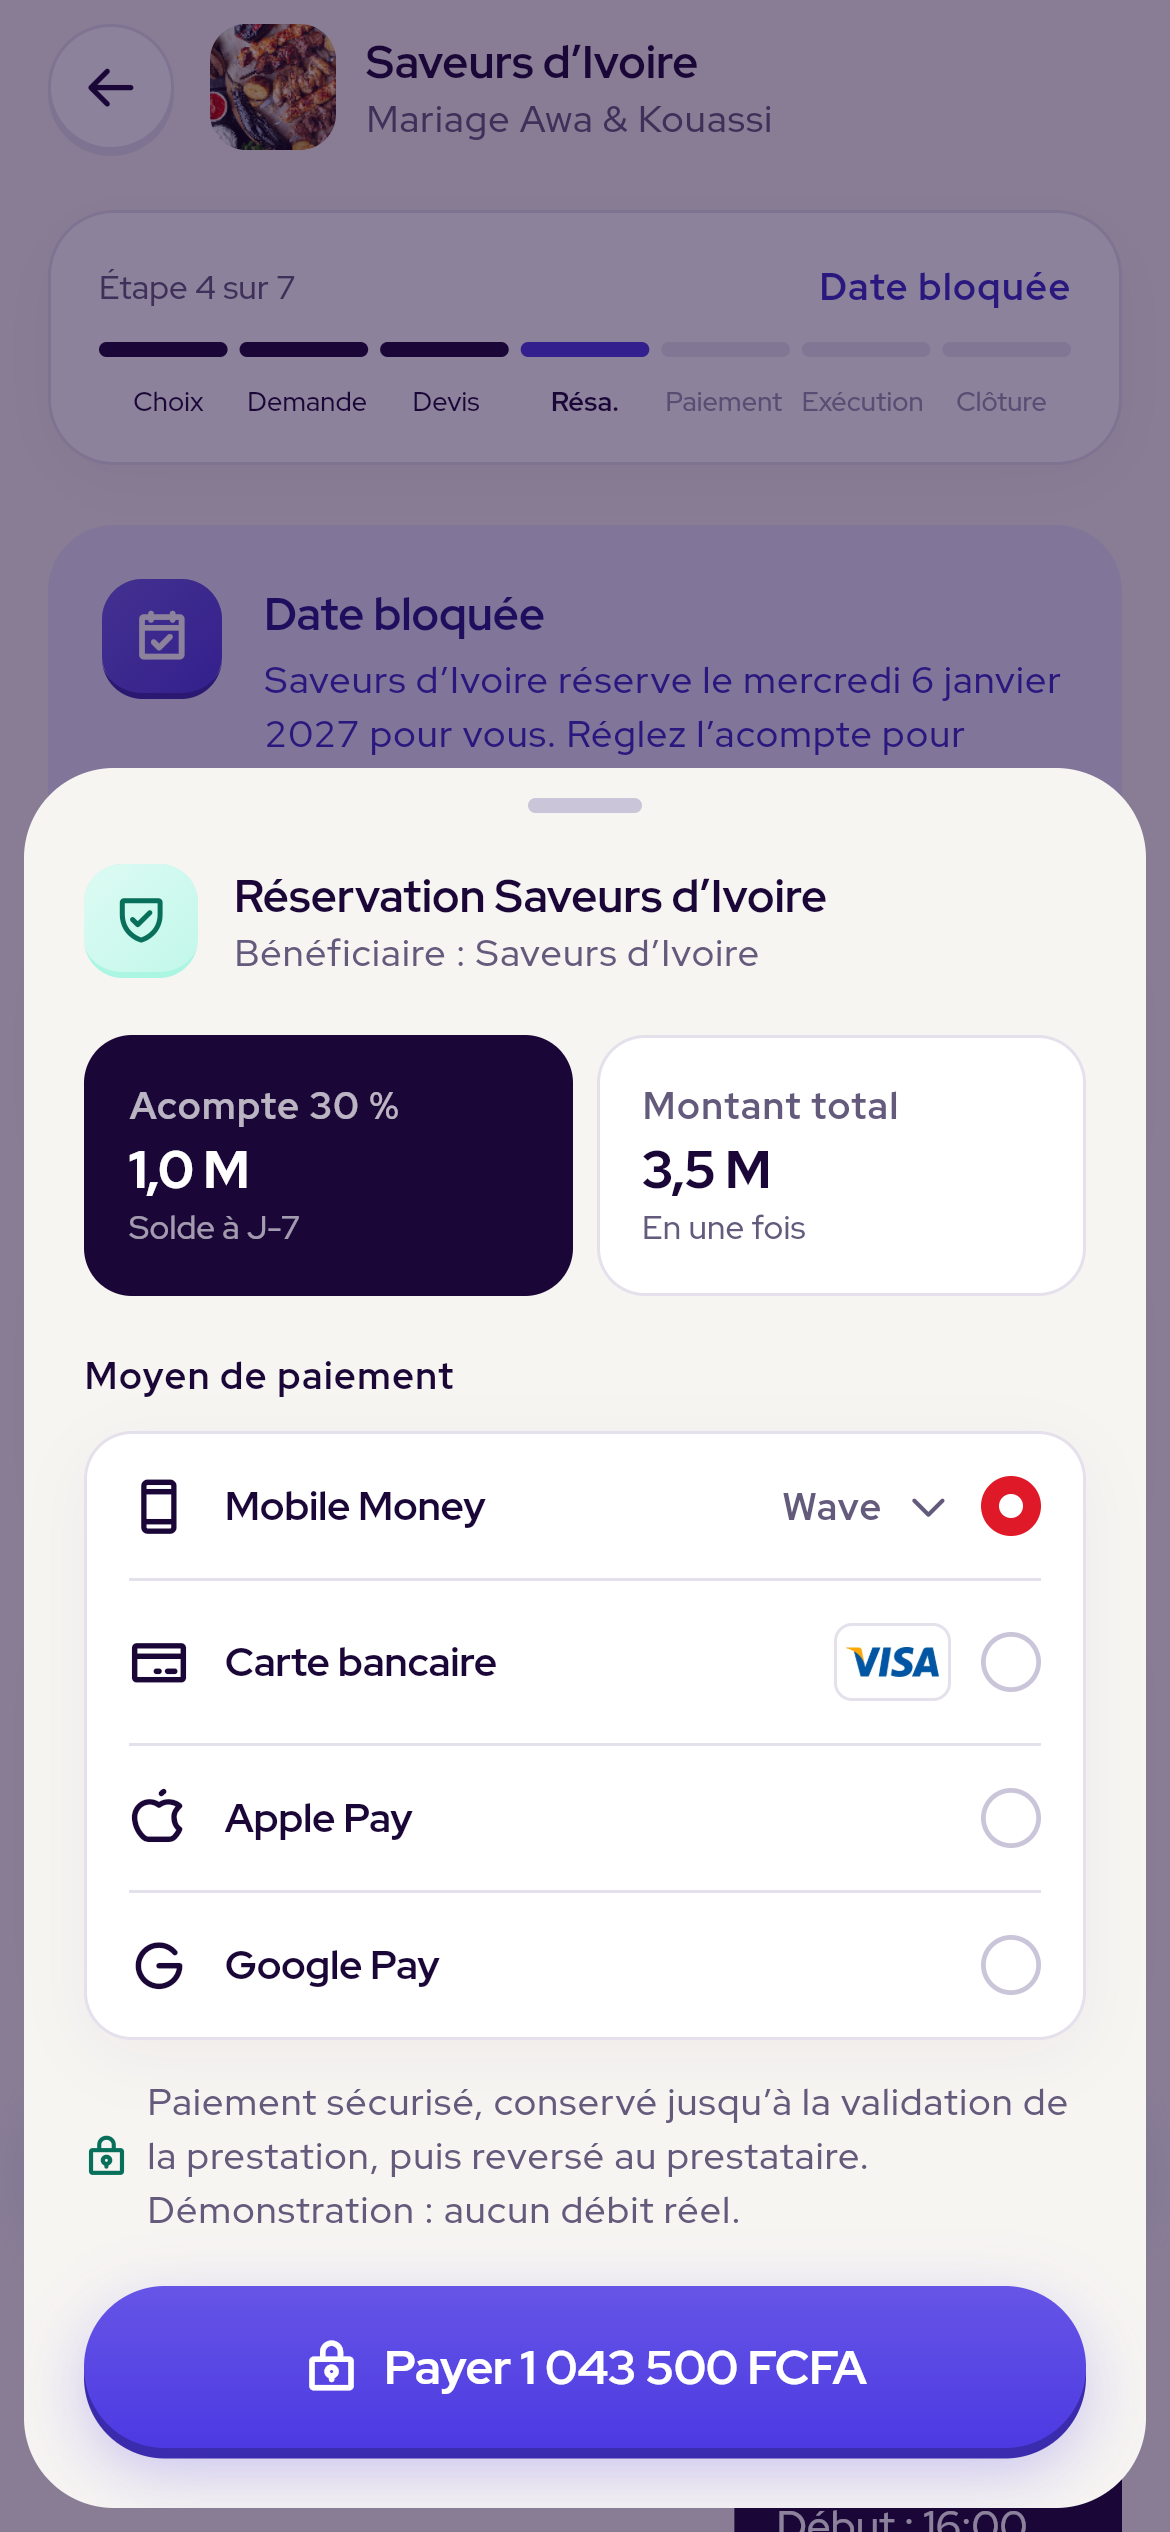 Saveurs d’Ivoire
Mariage Awa & Kouassi
Étape 4 sur 7
Date bloquée
Choix
Demande
Devis
Résa.
Paiement
Exécution
Clôture
Date bloquée
Saveurs d’Ivoire réserve le mercredi 6 janvier
2027 pour vous. Réglez l’acompte pour
Réservation Saveurs d’Ivoire
Bénéficiaire : Saveurs d’Ivoire
Acompte 30 %
1,0 M
Solde à J-7
Montant total
3,5 M
En une fois
Moyen de paiement
Mobile Money
Wave
Carte bancaire
VISA
Apple Pay
Google Pay
Paiement sécurisé, conservé jusqu’à la validation de
la prestation, puis reversé au prestataire.
Démonstration : aucun débit réel.
Payer 1 043 500 FCFA
Début : 16:00